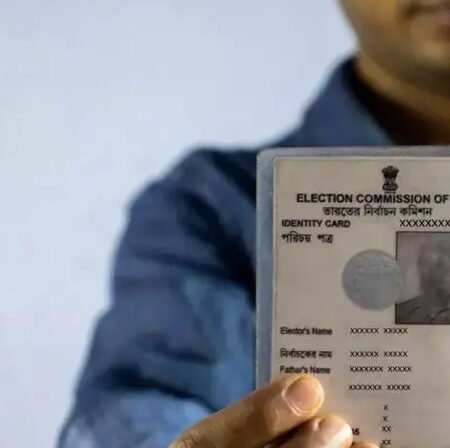 ELECTION COMMISSION OF
ভারতের নির্বাচন কমিশন
IDENTITY CARD XXXXXXXX
পরিচয় পত্র
Elector's Name XXXXXX XXXXX
নির্বাচকের নাম XXXXXX XXXXX
Father's Name XXXXXXX XXXXX
XXXXXXX XXXXX
X
X
XX
XX